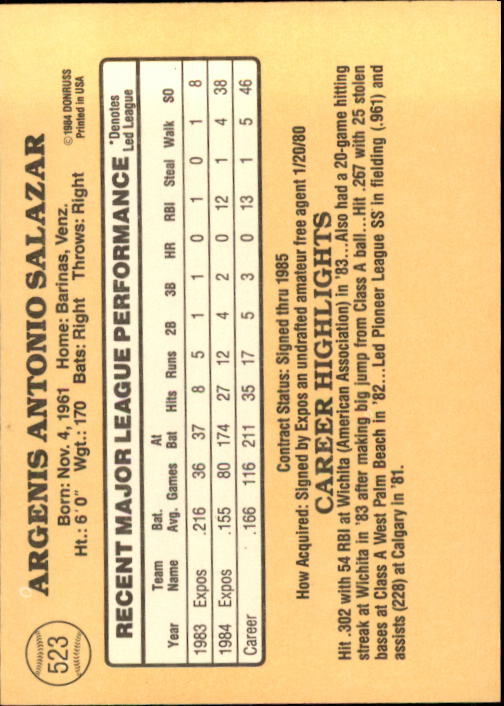 523
ARGENIS ANTONIO SALAZAR
Born: Nov. 4, 1961 Home: Barinas, Venz.
Ht.: 6'0" Wgt.: 170 Bats: Right Throws: Right
© 1984 DONRUSS
Printed in USA
RECENT MAJOR LEAGUE PERFORMANCE
*Denotes
Led League
Year Team Name Bat. Avg. Games At Bat Hits Runs 2B 3B HR RBI Steal Walk SO
1983 Expos .216 36 37 8 5 1 1 0 1 0 1 8
1984 Expos .155 80 174 27 12 4 2 0 12 1 4 38
Career .166 116 211 35 17 5 3 0 13 1 5 46
Contract Status: Signed thru 1985
How Acquired: Signed by Expos an undrafted amateur free agent 1/20/80
CAREER HIGHLIGHTS
Hit .302 with 54 RBI at Wichita (American Association) in '83...Also had a 20-game hitting
streak at Wichita in '83 after making big jump from Class A ball...Hit .267 with 25 stolen
bases at Class A West Palm Beach in '82...Led Pioneer League SS in fielding (.961) and
assists (228) at Calgary in '81.